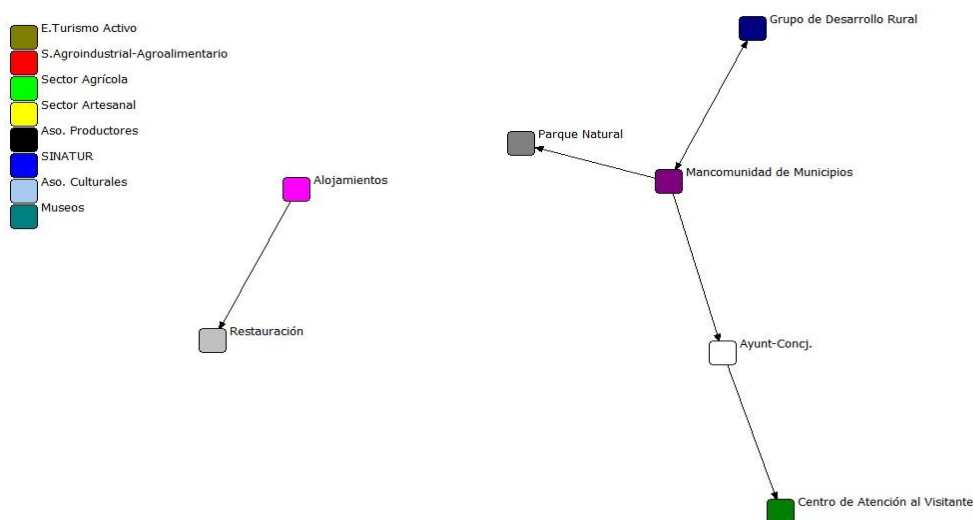 E.Turismo Activo
S.Agroindustrial-Agroalimentario
Sector Agrícola
Sector Artesanal
Aso. Productores
SINATUR
Aso. Culturales
Museos
Alojamientos
Restauración
Grupo de Desarrollo Rural
Parque Natural
Mancomunidad de Municipios
Ayunt-Concj.
Centro de Atención al Visitante